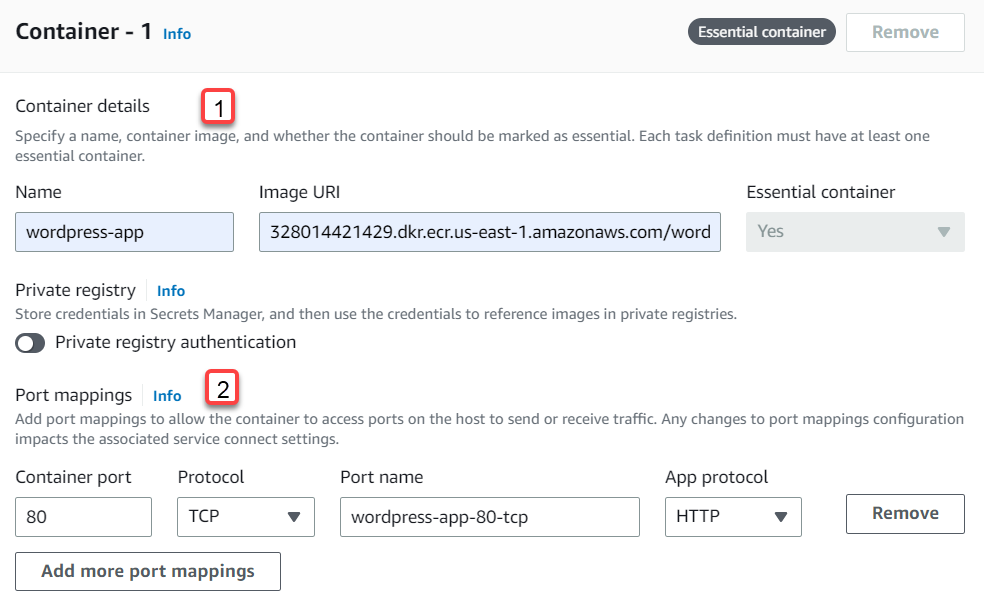 Container - 1 Info
Essential container
Remove
Container details
1
Specify a name, container image, and whether the container should be marked as essential. Each task definition must have at least one
essential container.
Name
Image URI
Essential container
wordpress-app
328014421429.dkr.ecr.us-east-1.amazonaws.com/word
Yes
Private registry
Info
Store credentials in Secrets Manager, and then use the credentials to reference images in private registries.
Private registry authentication
Port mappings
Info
2
Add port mappings to allow the container to access ports on the host to send or receive traffic. Any changes to port mappings configuration
impacts the associated service connect settings.
Container port
Protocol
Port name
App protocol
80
TCP
wordpress-app-80-tcp
HTTP
Remove
Add more port mappings